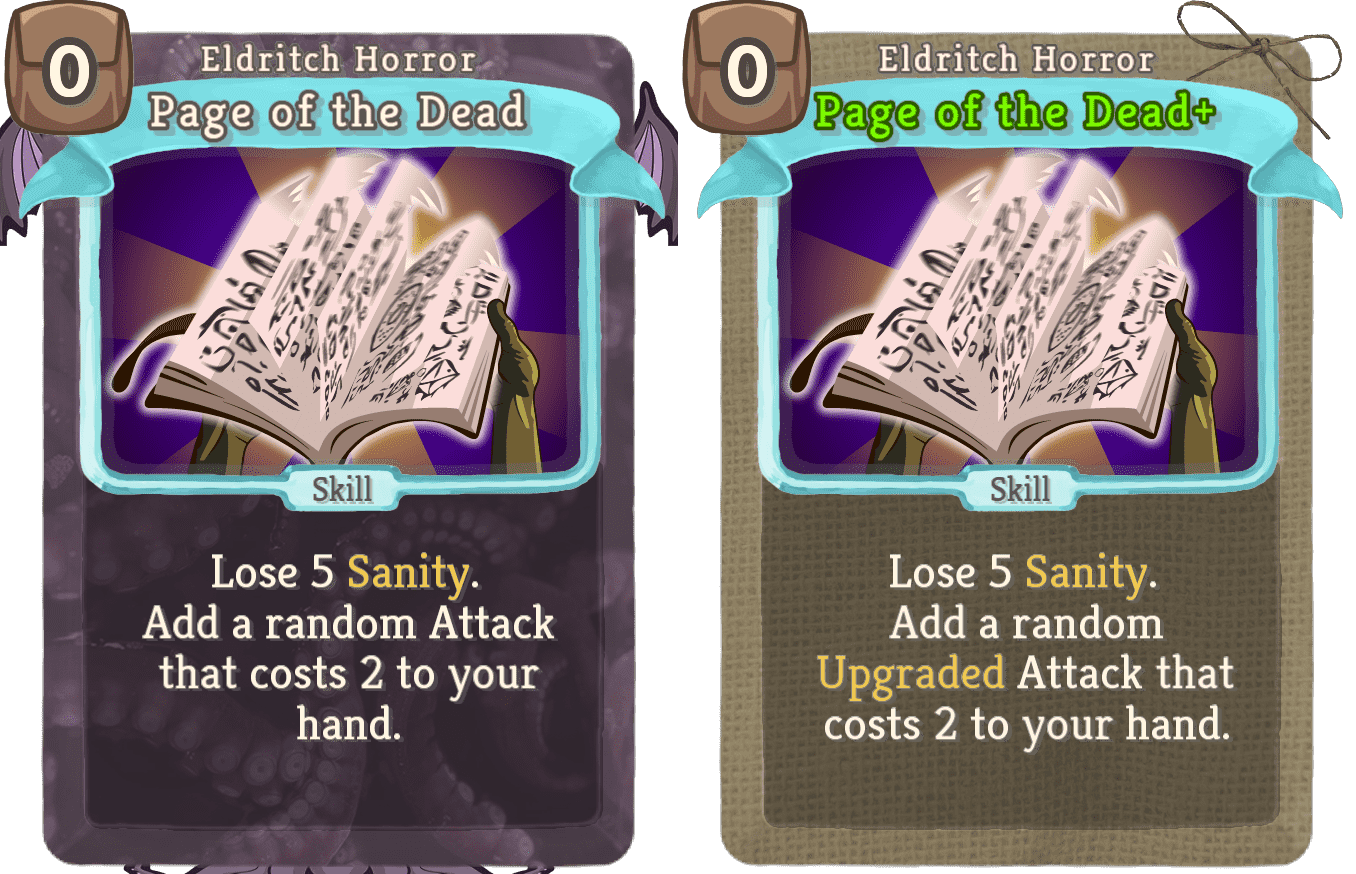 0
Eldritch Horror
Page of the Dead
Skill
Lose 5 Sanity.
Add a random Attack
that costs 2 to your
hand.
0
Eldritch Horror
Page of the Dead+
Skill
Lose 5 Sanity.
Add a random
Upgraded Attack that
costs 2 to your hand.